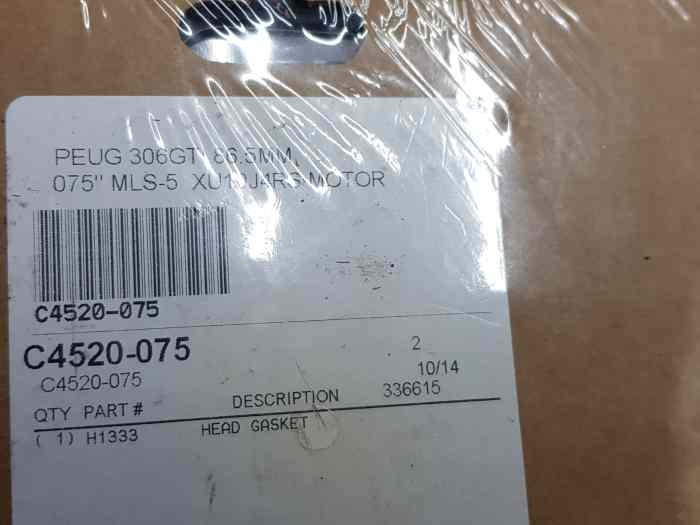 PEUG 306GTI 86.5MM,
075" MLS-5 XU10J4RS MOTOR
C4520-075
C4520-075 2
C4520-075 10/14
QTY PART # DESCRIPTION 336615
( 1) H1333 HEAD GASKET